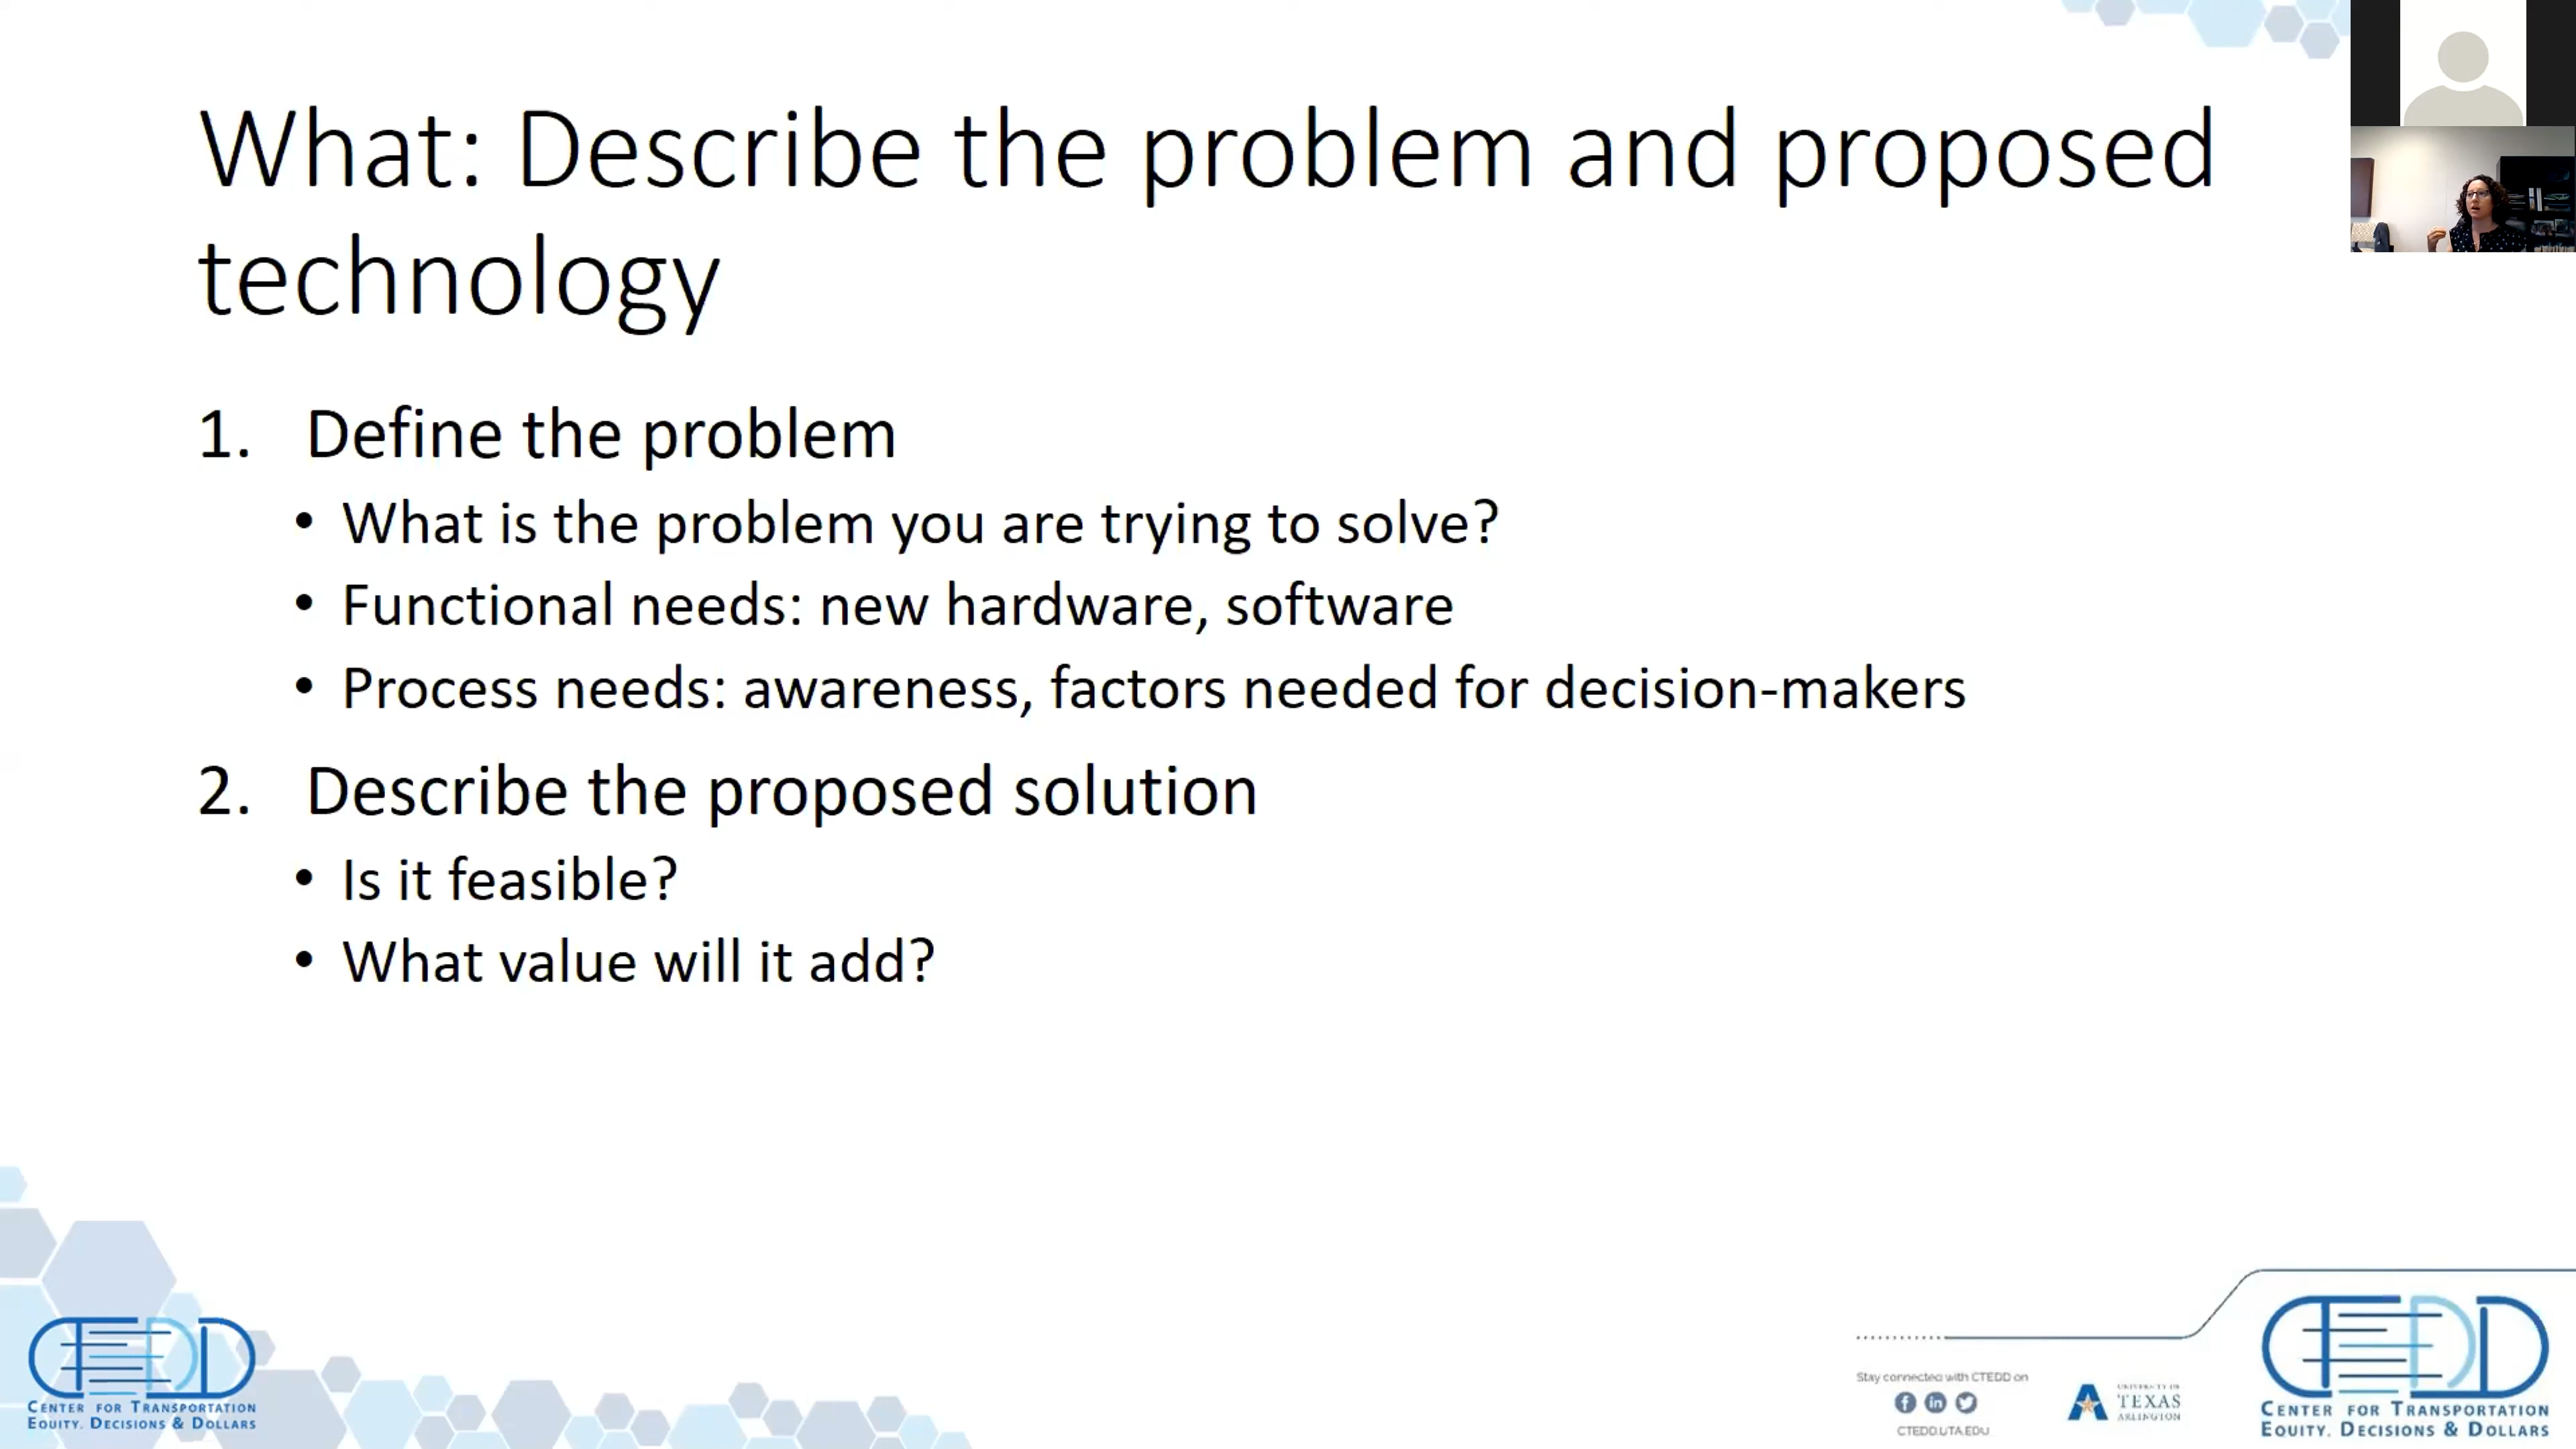 What: Describe the problem and proposed
technology
1. Define the problem
• What is the problem you are trying to solve?
• Functional needs: new hardware, software
• Process needs: awareness, factors needed for decision-makers
2. Describe the proposed solution
• Is it feasible?
• What value will it add?
CTEDD
CENTER FOR TRANSPORTATION
EQUITY, DECISIONS & DOLLARS
Stay connected with CTEDD on
CTEDD.UTA.EDU
UNIVERSITY OF
TEXAS
ARLINGTON
CTEDD
CENTER FOR TRANSPORTATION
EQUITY, DECISIONS & DOLLARS